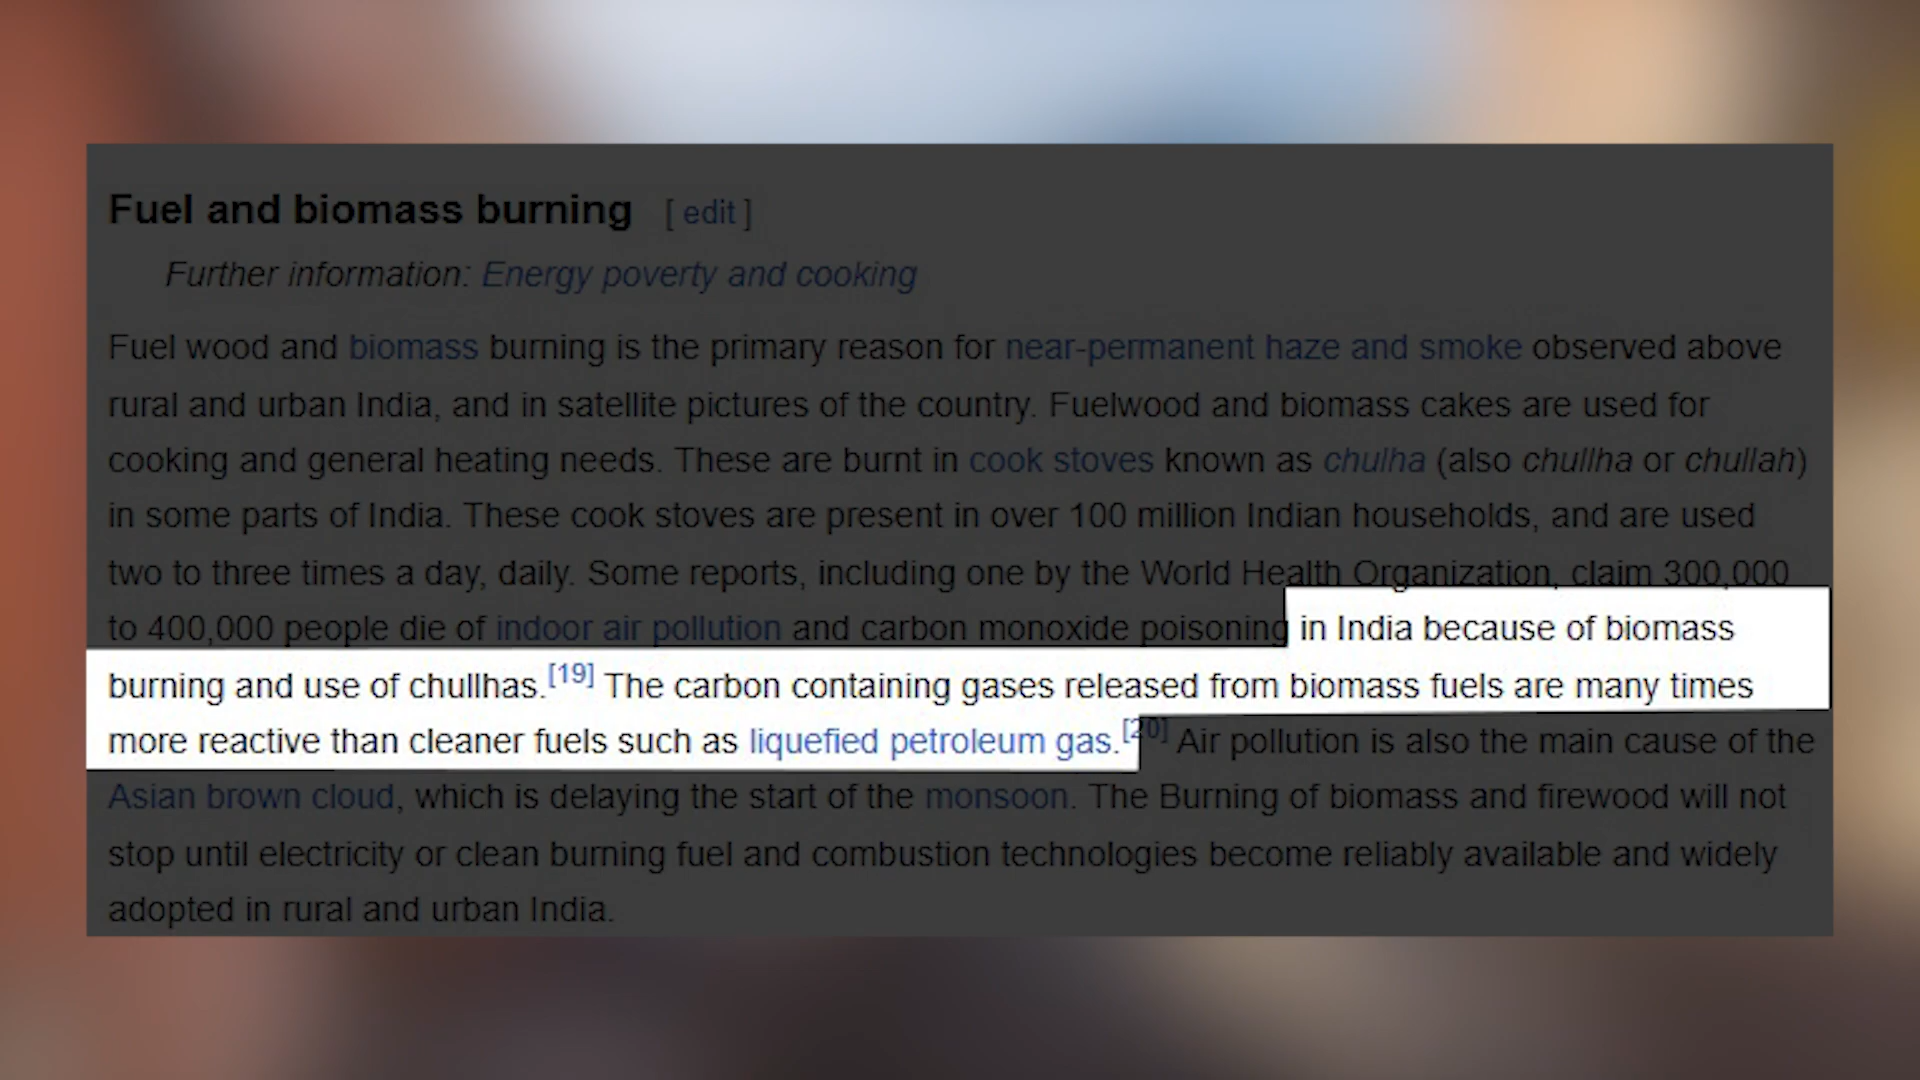 Fuel and biomass burning [ edit ]
Further information: Energy poverty and cooking
Fuel wood and biomass burning is the primary reason for near-permanent haze and smoke observed above
rural and urban India, and in satellite pictures of the country. Fuelwood and biomass cakes are used for
cooking and general heating needs. These are burnt in cook stoves known as chulha (also chullha or chullah)
in some parts of India. These cook stoves are present in over 100 million Indian households, and are used
two to three times a day, daily. Some reports, including one by the World Health Organization, claim 300,000
to 400,000 people die of indoor air pollution and carbon monoxide poisoning in India because of biomass
burning and use of chullhas.[19] The carbon containing gases released from biomass fuels are many times
more reactive than cleaner fuels such as liquefied petroleum gas.[20] Air pollution is also the main cause of the
Asian brown cloud, which is delaying the start of the monsoon. The Burning of biomass and firewood will not
stop until electricity or clean burning fuel and combustion technologies become reliably available and widely
adopted in rural and urban India.